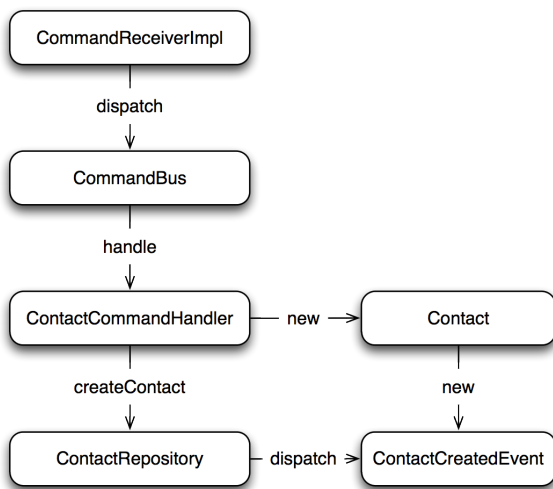 CommandReceiverImpl
dispatch
CommandBus
handle
ContactCommandHandler
new
Contact
createContact
new
ContactRepository
dispatch
ContactCreatedEvent